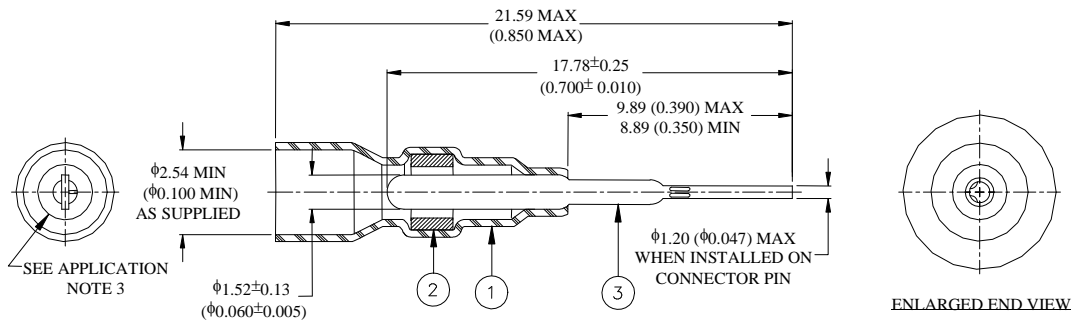 21.59 MAX
(0.850 MAX)
17.78±0.25
(0.700± 0.010)
9.89 (0.390) MAX
8.89 (0.350) MIN
ϕ2.54 MIN
(ϕ0.100 MIN)
AS SUPPLIED
SEE APPLICATION
NOTE 3
ϕ1.52±0.13
(ϕ0.060±0.005)
2
1
3
ϕ1.20 (ϕ0.047) MAX
WHEN INSTALLED ON
CONNECTOR PIN
ENLARGED END VIEW